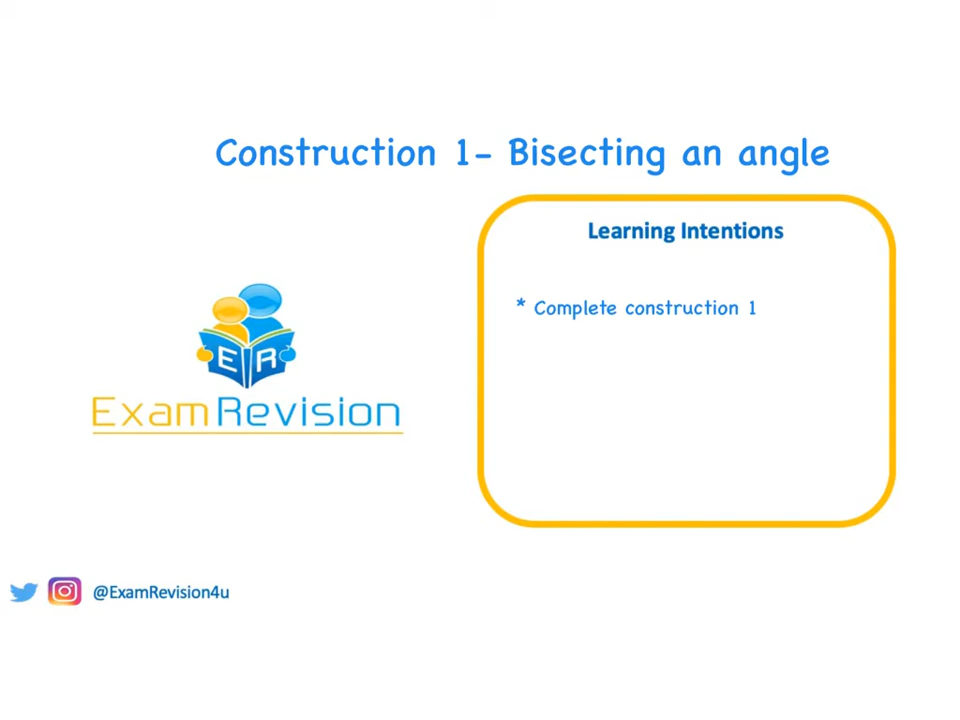 Construction 1- Bisecting an angle
Learning Intentions
* Complete construction 1
E R
ExamRevision
@ExamRevision4u